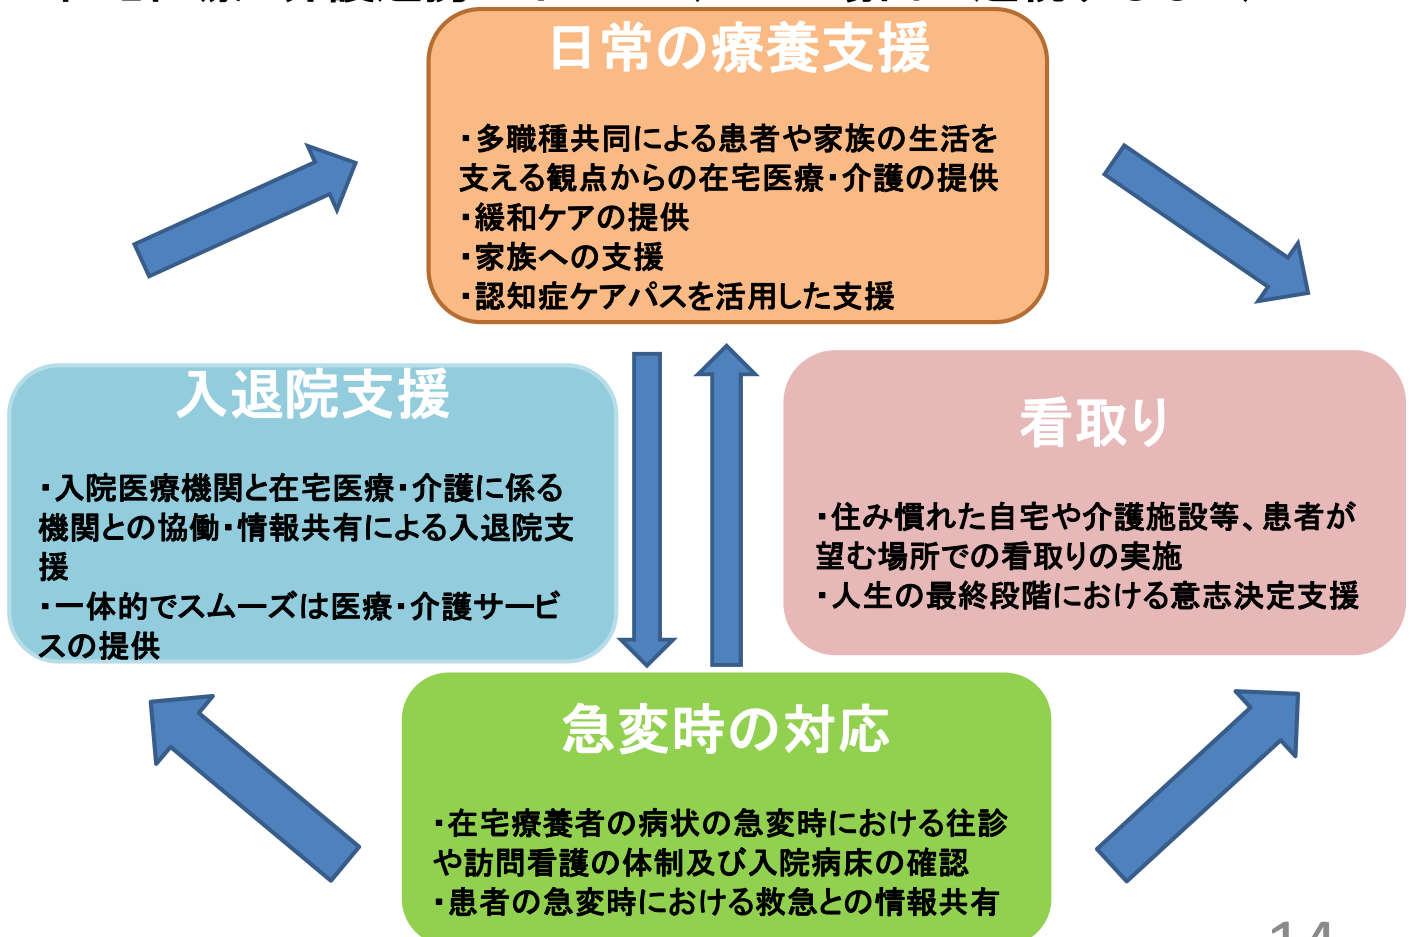 日常の療養支援
・多職種共同による患者や家族の生活を
支える観点からの在宅医療・介護の提供
・緩和ケアの提供
・家族への支援
・認知症ケアパスを活用した支援
入退院支援
・入院医療機関と在宅医療・介護に係る
機関との協働・情報共有による入退院支
援
・一体的でスムーズは医療・介護サービ
スの提供
看取り
・住み慣れた自宅や介護施設等、患者が
望む場所での看取りの実施
・人生の最終段階における意志決定支援
急変時の対応
・在宅療養者の病状の急変時における往診
や訪問看護の体制及び入院病床の確認
・患者の急変時における救急との情報共有
14